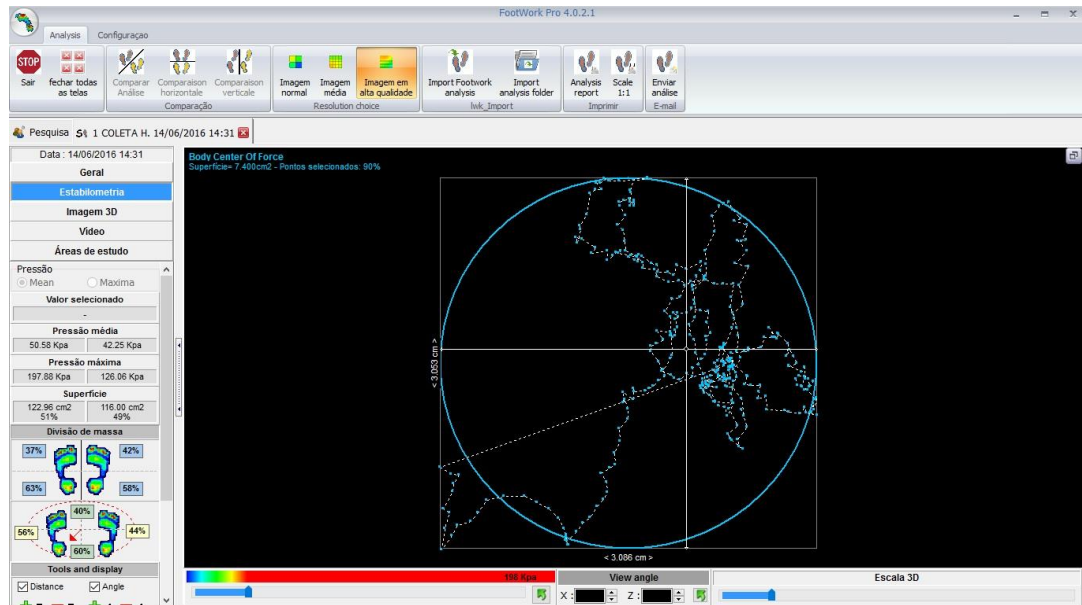 FootWork Pro 4.0.2.1
Analysis Configuraçao
STOP
Sair
fechar todas as telas
Comparar Análise
Comparaison horizontale
Comparaison verticale
Comparação
Imagem normal
Imagem média
Imagem em alta qualidade
Resolution choice
Import Footwork analysis
Import analysis folder
lwk_Import
Analysis report
Scale 1:1
Imprimir
Enviar análise
E-mail
Pesquisa 1 COLETA H. 14/06/2016 14:31
Data : 14/06/2016 14:31
Geral
Estabilometria
Imagem 3D
Video
Áreas de estudo
Pressão
Mean Maxima
Valor selecionado
-
Pressão média
50.58 Kpa 42.25 Kpa
Pressão máxima
197.88 Kpa 126.06 Kpa
Superficie
122.96 cm2 116.00 cm2
51% 49%
Divisão de massa
37% 42%
63% 58%
40%
56% 44%
60%
Tools and display
Distance Angle
Body Center Of Force
Superfície= 7.400cm2 - Pontos selecionados: 90%
< 3.053 cm >
< 3.086 cm >
198 Kpa
View angle
X : Z :
Escala 3D